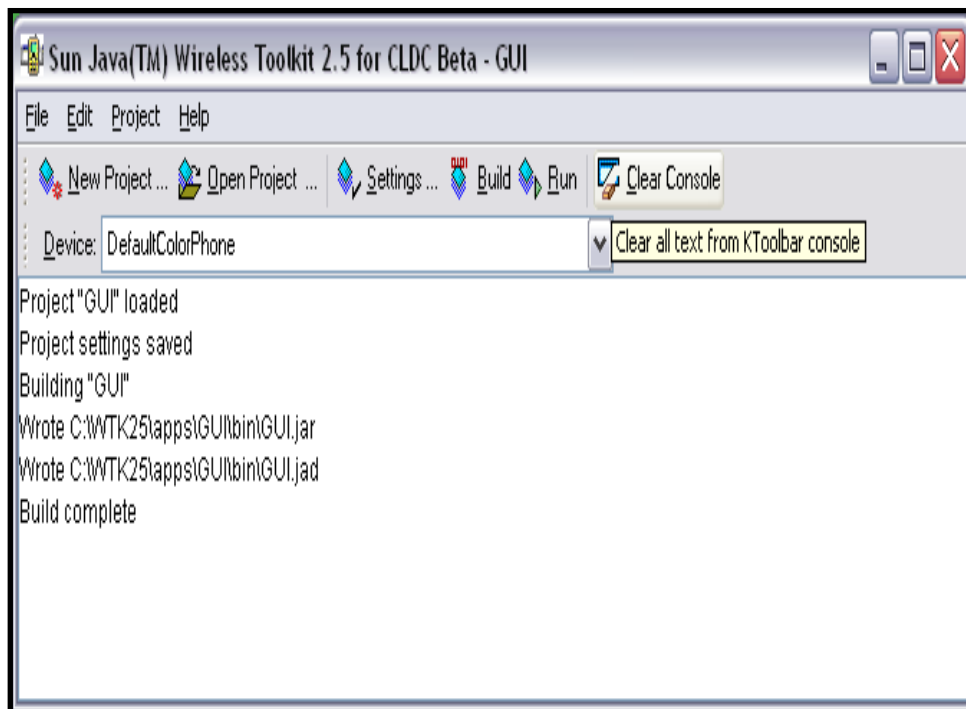 Sun Java(TM) Wireless Toolkit 2.5 for CLDC Beta - GUI
File Edit Project Help
New Project ... Open Project ... Settings ... Build Run Clear Console
Device: DefaultColorPhone
Clear all text from KToolbar console
Project "GUI" loaded
Project settings saved
Building "GUI"
Wrote C:\WTK25\apps\GUI\bin\GUI.jar
Wrote C:\WTK25\apps\GUI\bin\GUI.jad
Build complete